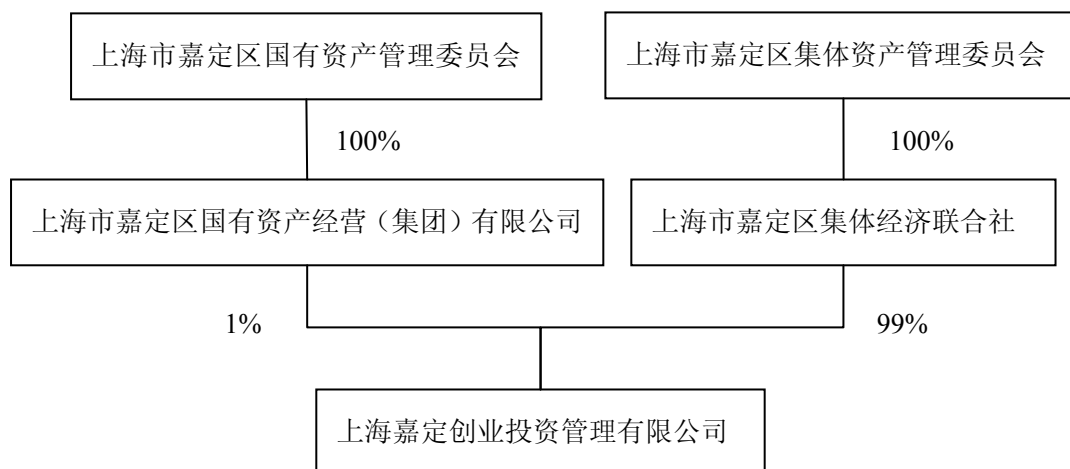 上海市嘉定区国有资产管理委员会
上海市嘉定区集体资产管理委员会
100%
100%
上海市嘉定区国有资产经营（集团）有限公司
上海市嘉定区集体经济联合社
1%
99%
上海嘉定创业投资管理有限公司